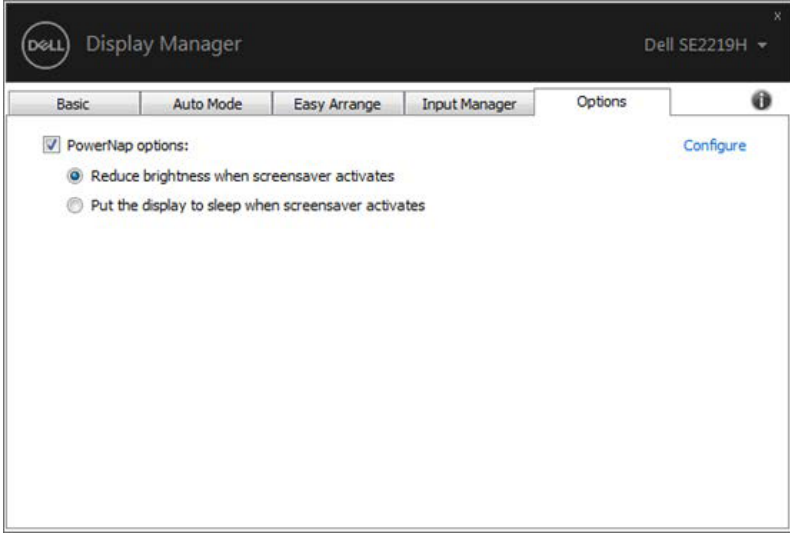 x
DELL Display Manager Dell SE2219H
Basic Auto Mode Easy Arrange Input Manager Options i
PowerNap options: Configure
Reduce brightness when screensaver activates
Put the display to sleep when screensaver activates